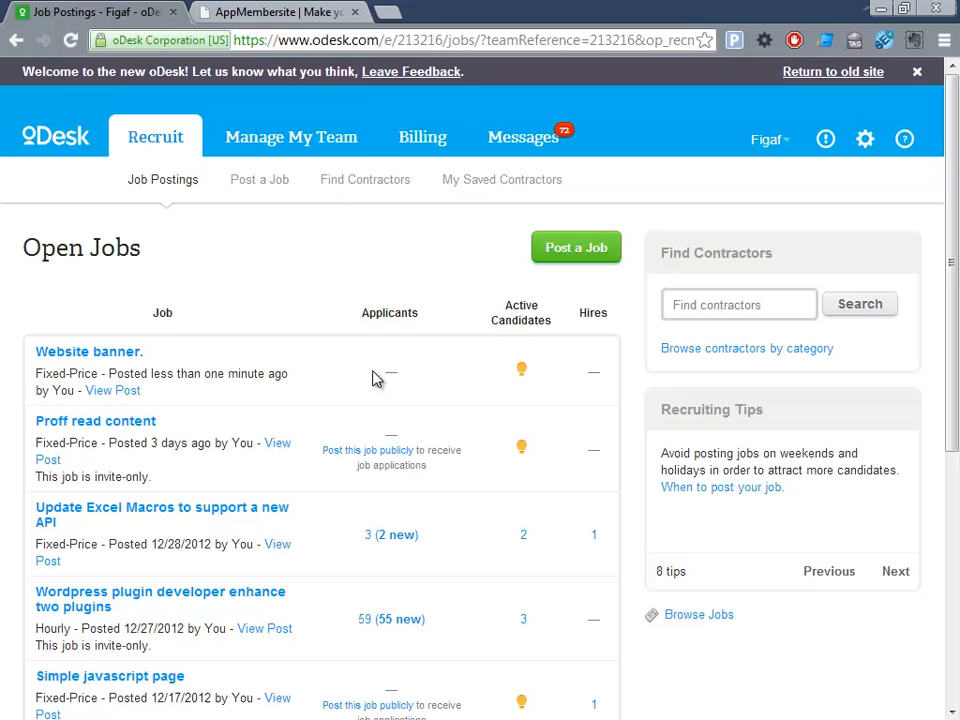 Job Postings - Figaf - oDe
AppMembersite | Make yo
oDesk Corporation [US]
https://www.odesk.com/e/213216/jobs/?teamReference=213216&op_recn
TAG
Welcome to the new oDesk! Let us know what you think, Leave Feedback.
Return to old site
oDesk
Recruit
Manage My Team
Billing
Messages
72
Figaf
Job Postings
Post a Job
Find Contractors
My Saved Contractors
Open Jobs
Post a Job
Job
Applicants
Active
Candidates
Hires
Website banner.
Fixed-Price - Posted less than one minute ago
by You - View Post
—
—
Proff read content
Fixed-Price - Posted 3 days ago by You - View
Post
This job is invite-only.
—
Post this job publicly to receive
job applications
—
Update Excel Macros to support a new
API
Fixed-Price - Posted 12/28/2012 by You - View
Post
3 (2 new)
2
1
Wordpress plugin developer enhance
two plugins
Hourly - Posted 12/27/2012 by You - View Post
This job is invite-only.
59 (55 new)
3
—
Simple javascript page
Fixed-Price - Posted 12/17/2012 by You - View
Post
—
Post this job publicly to receive
job applications
1
Find Contractors
Find contractors
Search
Browse contractors by category
Recruiting Tips
Avoid posting jobs on weekends and
holidays in order to attract more candidates.
When to post your job.
8 tips
Previous
Next
Browse Jobs